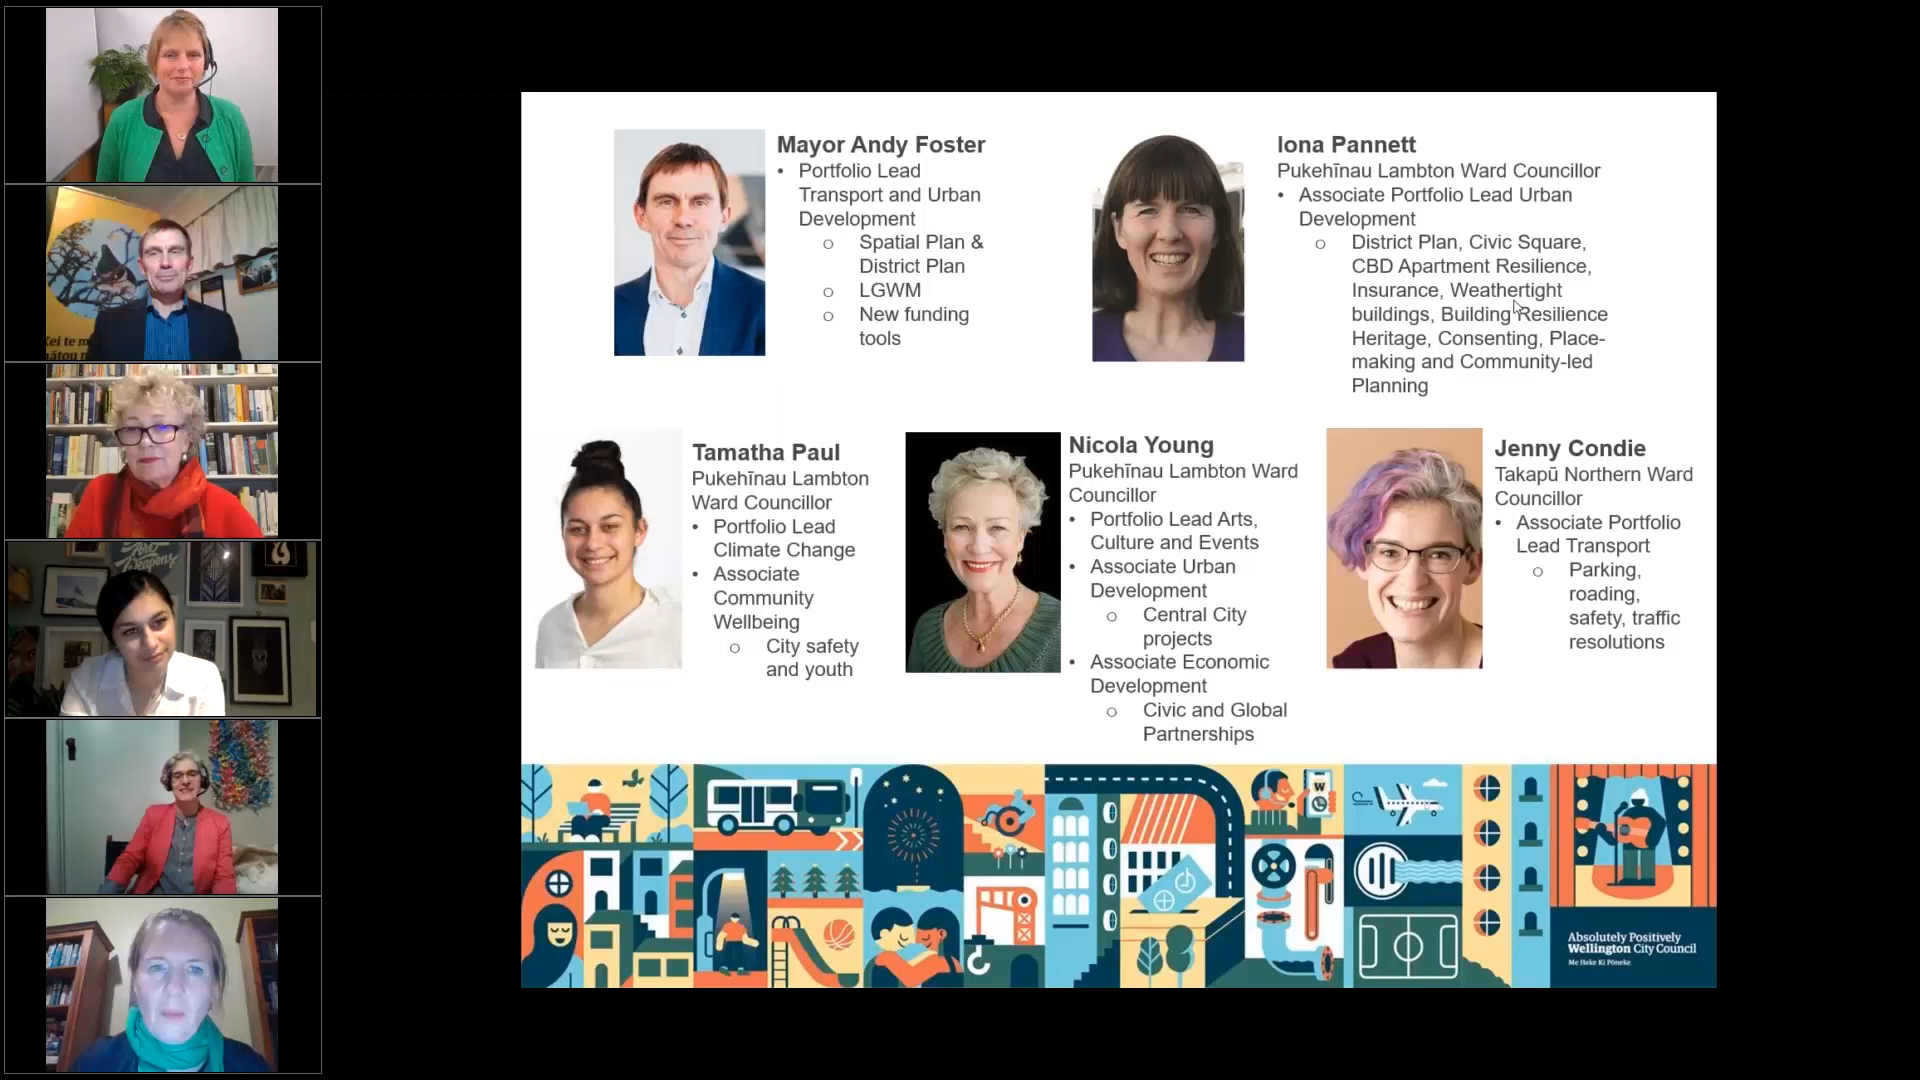 Mayor Andy Foster
• Portfolio Lead
Transport and Urban
Development
o Spatial Plan &
District Plan
o LGWM
o New funding
tools
Iona Pannett
Pukehīnau Lambton Ward Councillor
• Associate Portfolio Lead Urban
Development
o District Plan, Civic Square,
CBD Apartment Resilience,
Insurance, Weathertight
buildings, Building Resilience
Heritage, Consenting, Place-
making and Community-led
Planning
Tamatha Paul
Pukehīnau Lambton
Ward Councillor
• Portfolio Lead
Climate Change
• Associate
Community
Wellbeing
o City safety
and youth
Nicola Young
Pukehīnau Lambton Ward
Councillor
• Portfolio Lead Arts,
Culture and Events
• Associate Urban
Development
o Central City
projects
• Associate Economic
Development
o Civic and Global
Partnerships
Jenny Condie
Takapū Northern Ward
Councillor
• Associate Portfolio
Lead Transport
o Parking,
roading,
safety, traffic
resolutions
W
Absolutely Positively
Wellington City Council
Me Heke Ki Pōneke